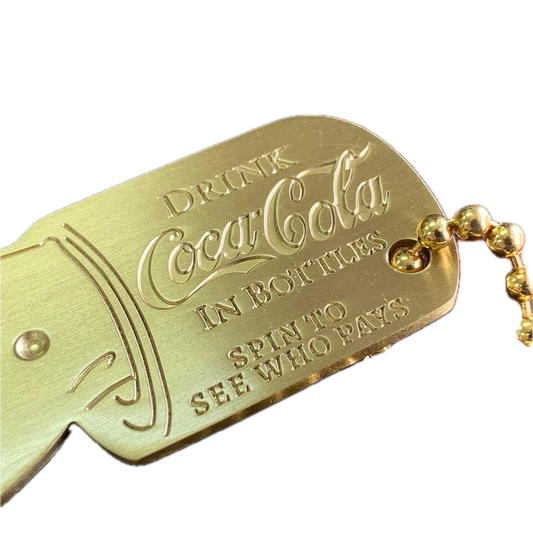 DRINK
Coca-Cola
IN BOTTLES
SPIN TO
SEE WHO PAYS